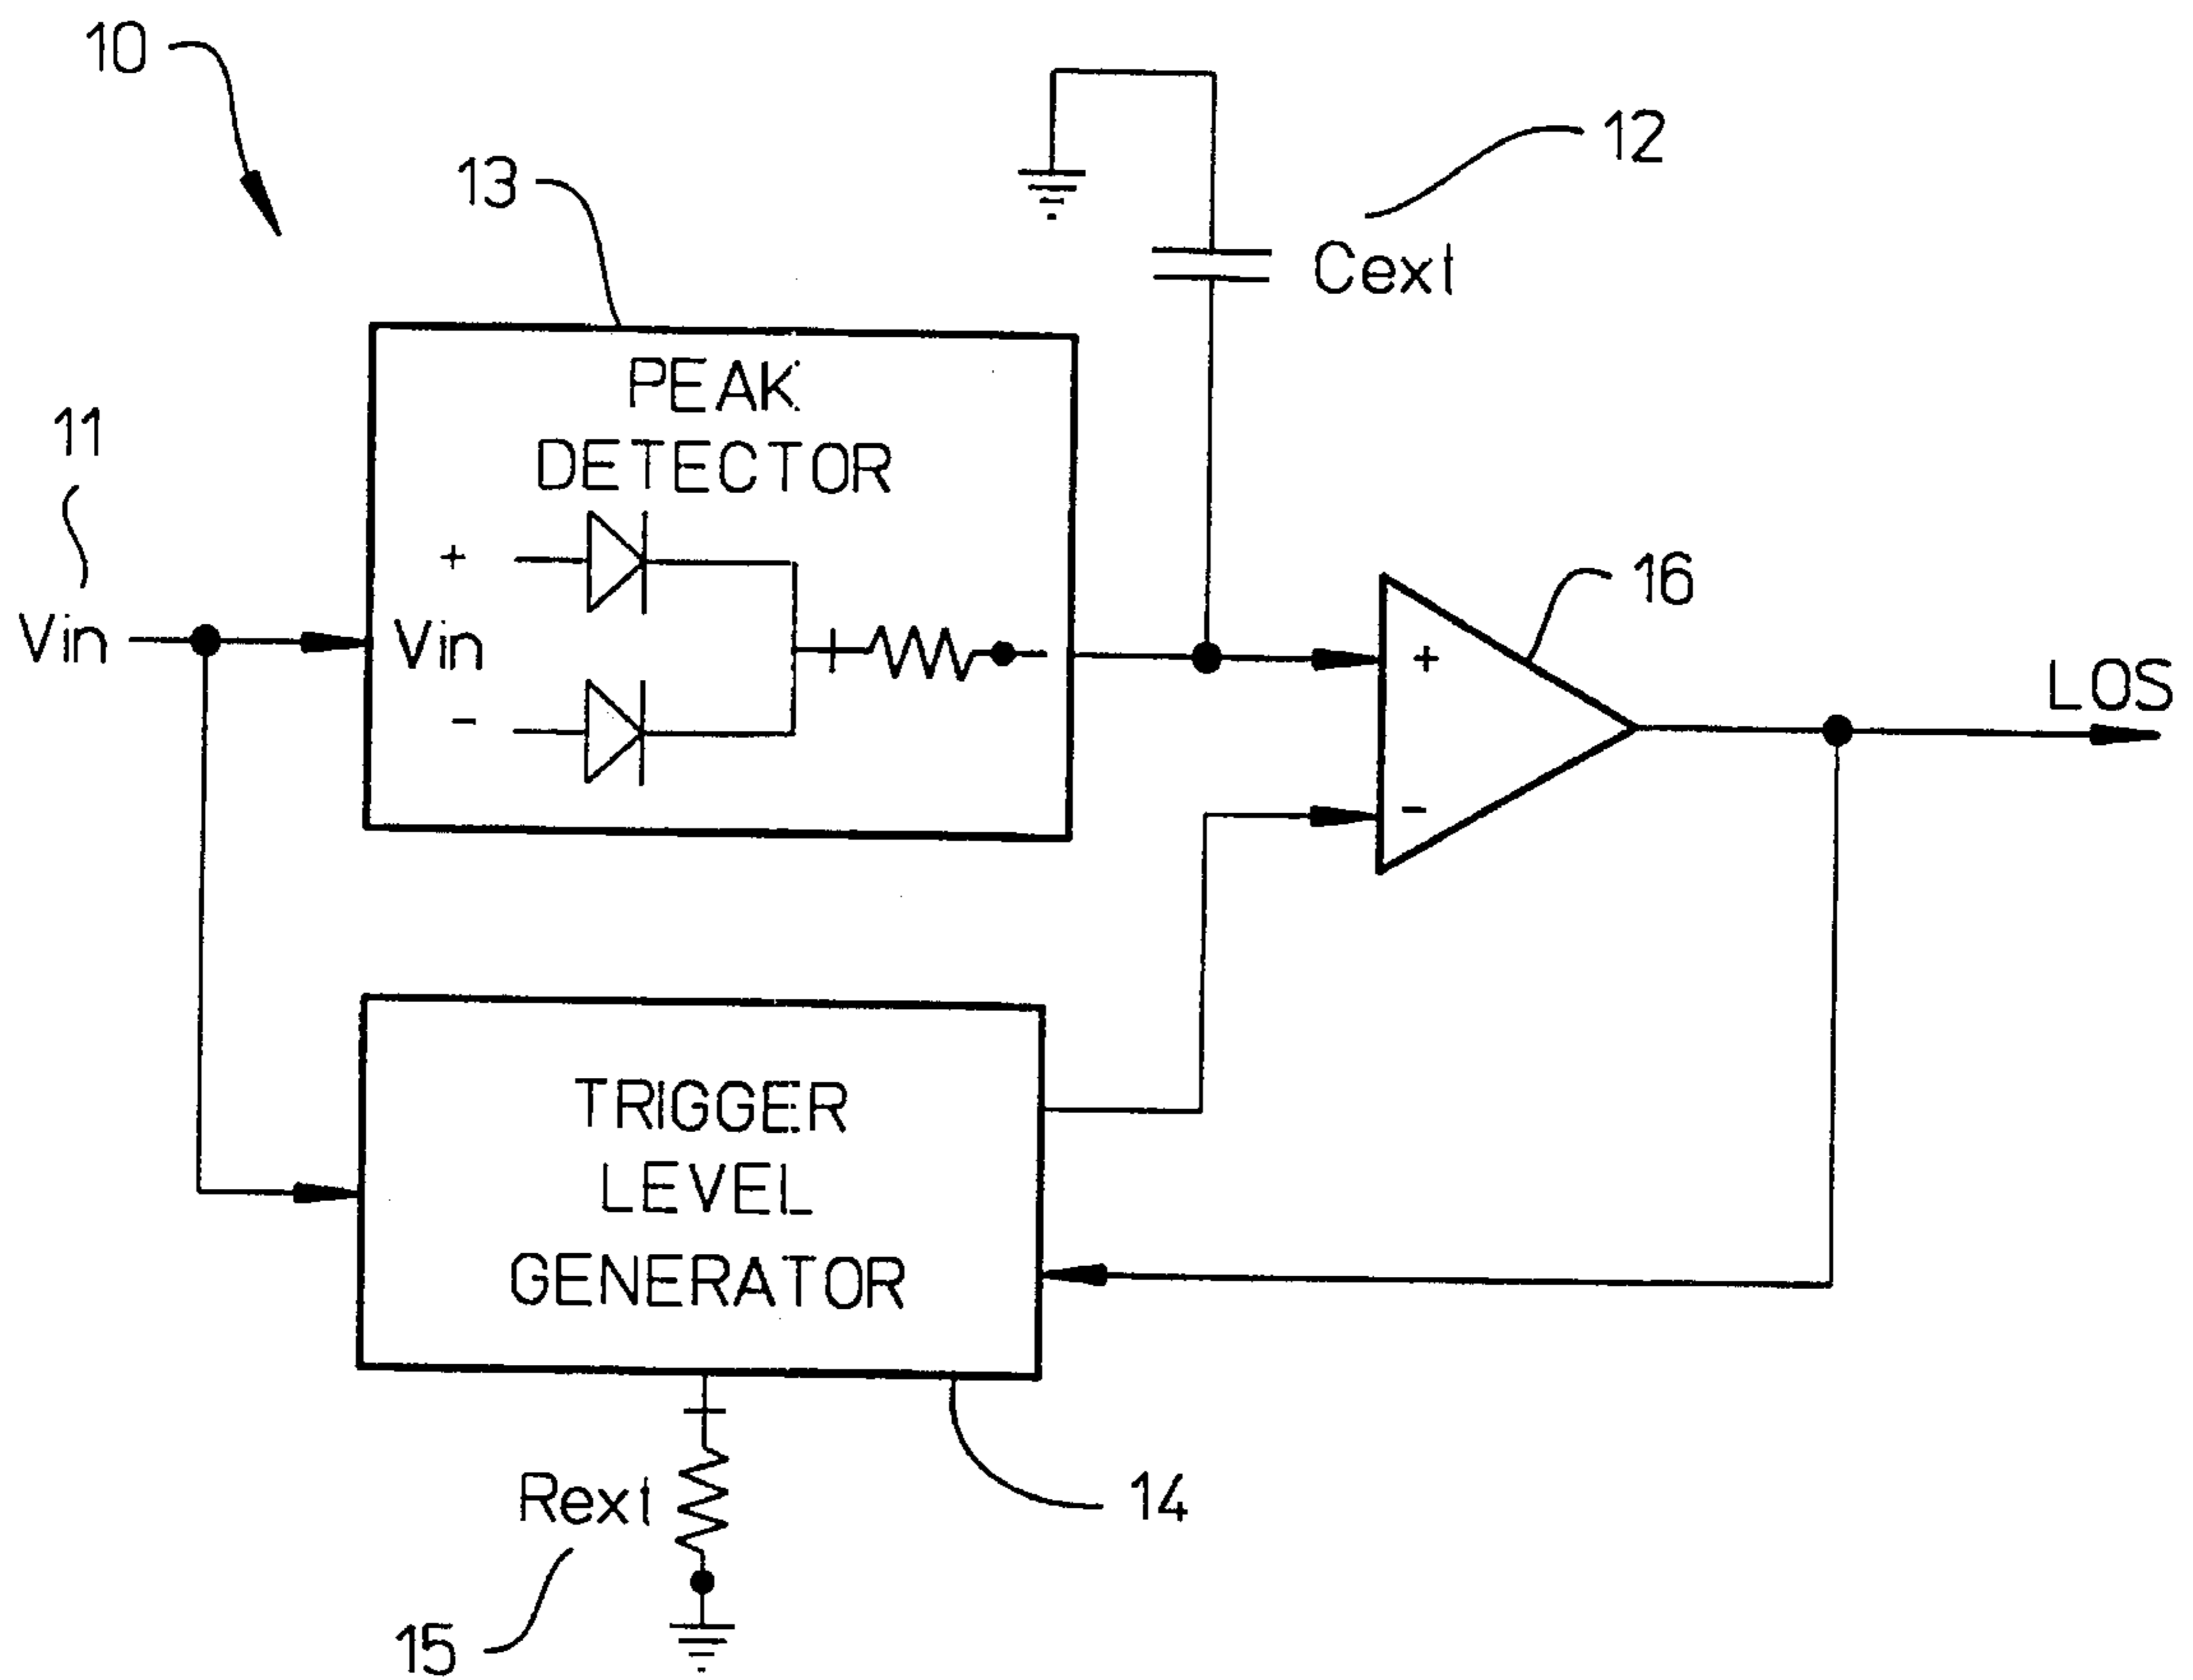 10
12
13
Cext
PEAK
DETECTOR
11
+
16
Vin
Vin
+
LOS
-
-
TRIGGER
LEVEL
GENERATOR
Rext
14
15